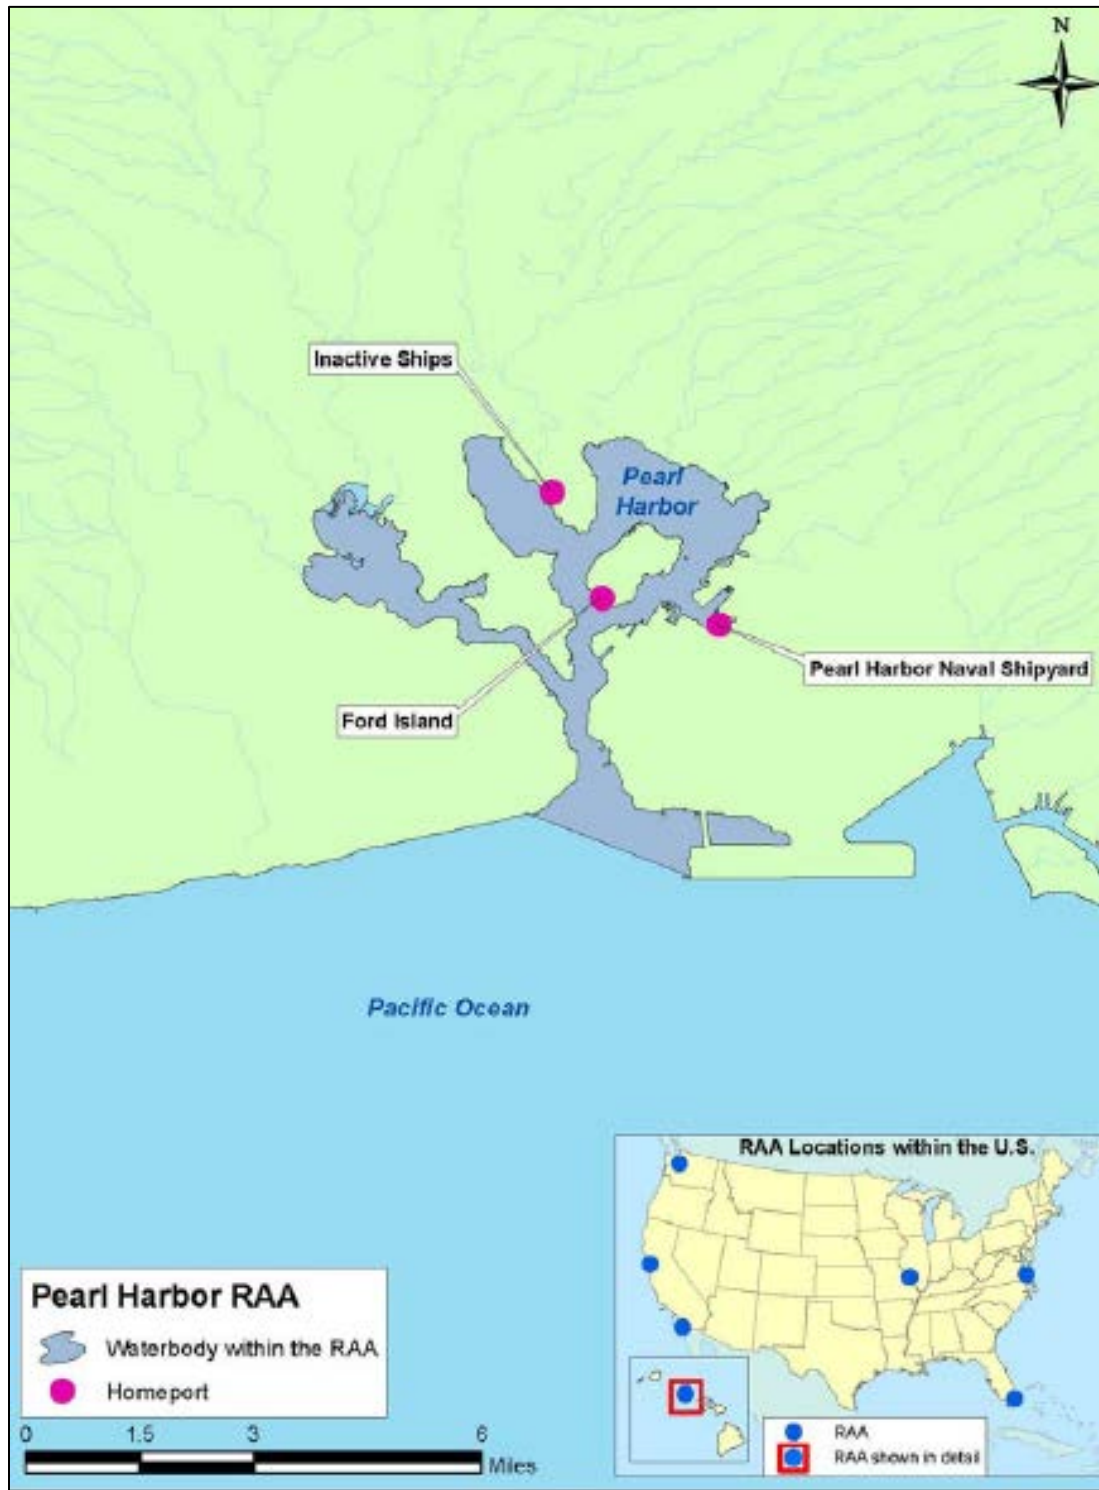 N
Inactive Ships
Pearl
Harbor
Pearl Harbor Naval Shipyard
Ford Island
Pacific Ocean
RAA Locations within the U.S.
Pearl Harbor RAA
Waterbody within the RAA
Homeport
0 1.5 3 6
Miles
RAA
RAA shown in detail